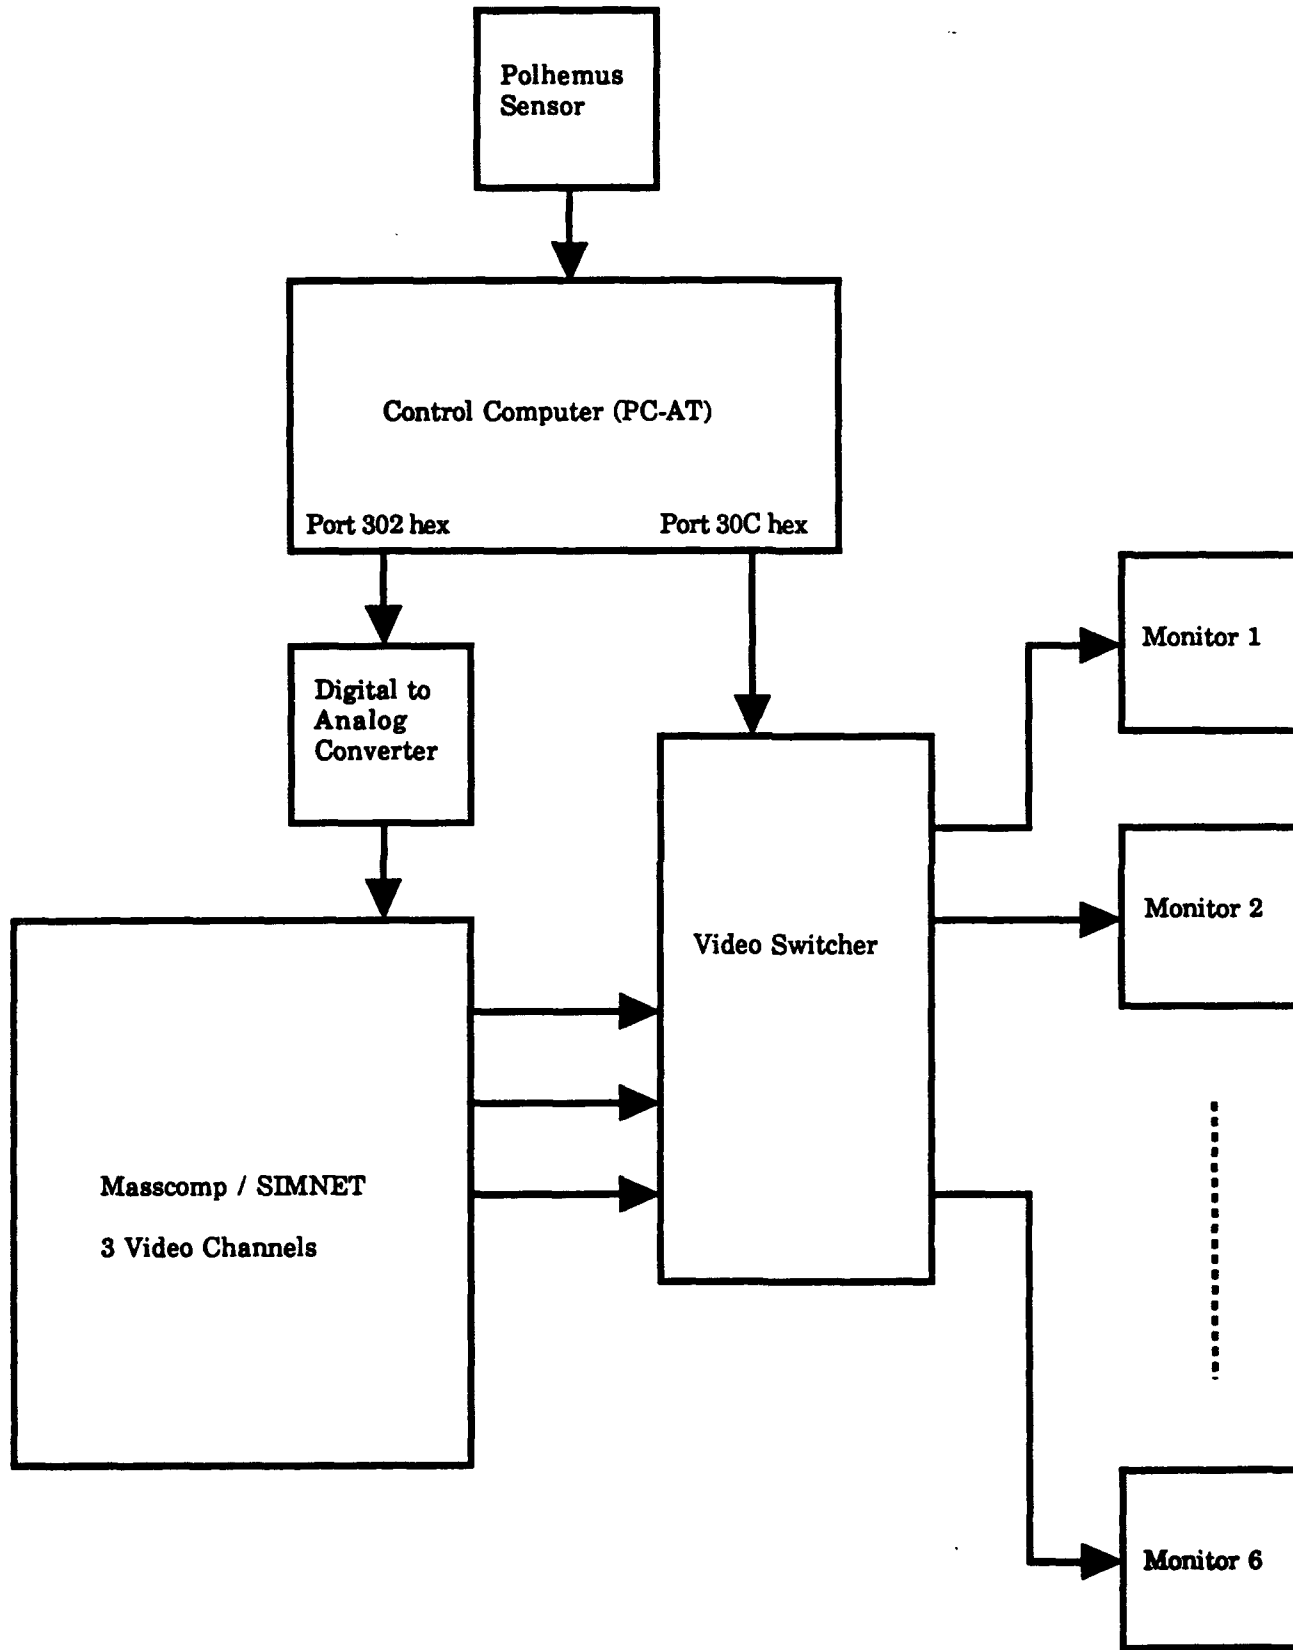 Polhemus
Sensor
Control Computer (PC-AT)
Port 302 hex
Port 30C hex
Digital to
Analog
Converter
Monitor 1
Monitor 2
Video Switcher
Masscomp / SIMNET
3 Video Channels
Monitor 6